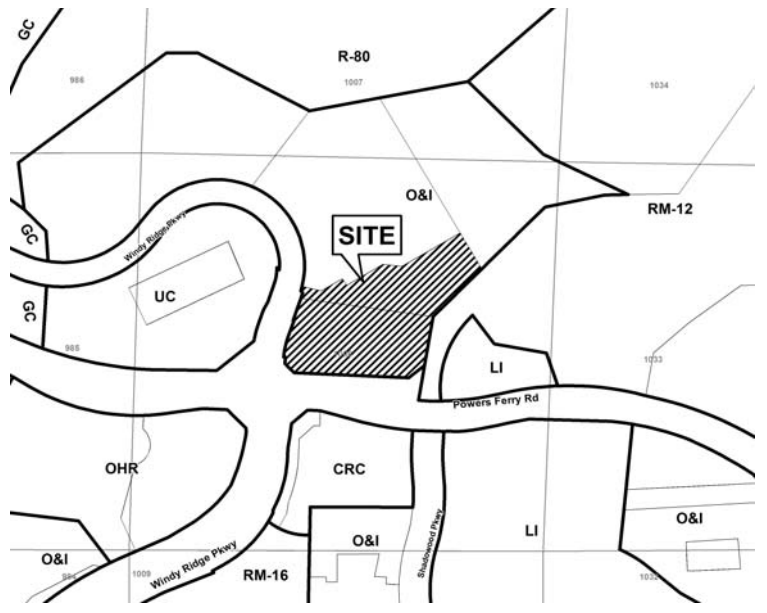 GC
R-80
986
1007
1034
O&I
RM-12
GC
Windy Ridge Pkwy
SITE
UC
GC
985
LI
1033
Powers Ferry Rd
OHR
CRC
O&I
Shadowood Pkwy
LI
O&I
O&I
Windy Ridge Pkwy
1009
RM-16
1032